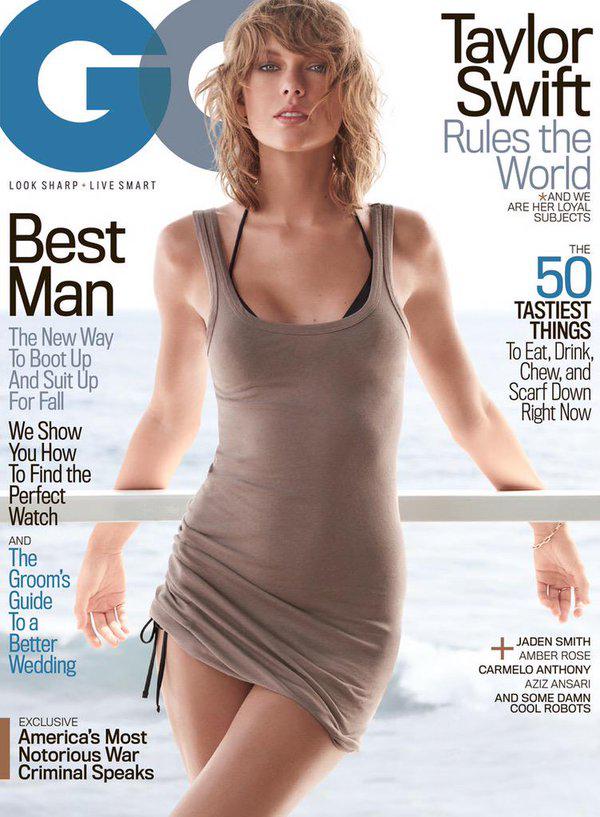 GQ
LOOK SHARP + LIVE SMART
Best
Man
The New Way
To Boot Up
And Suit Up
For Fall
We Show
You How
To Find the
Perfect
Watch
AND
The
Groom's
Guide
To a
Better
Wedding
EXCLUSIVE
America's Most
Notorious War
Criminal Speaks
Taylor
Swift
Rules the
World
*AND WE
ARE HER LOYAL
SUBJECTS
THE
50
TASTIEST
THINGS
To Eat, Drink,
Chew, and
Scarf Down
Right Now
+ JADEN SMITH
AMBER ROSE
CARMELO ANTHONY
AZIZ ANSARI
AND SOME DAMN
COOL ROBOTS